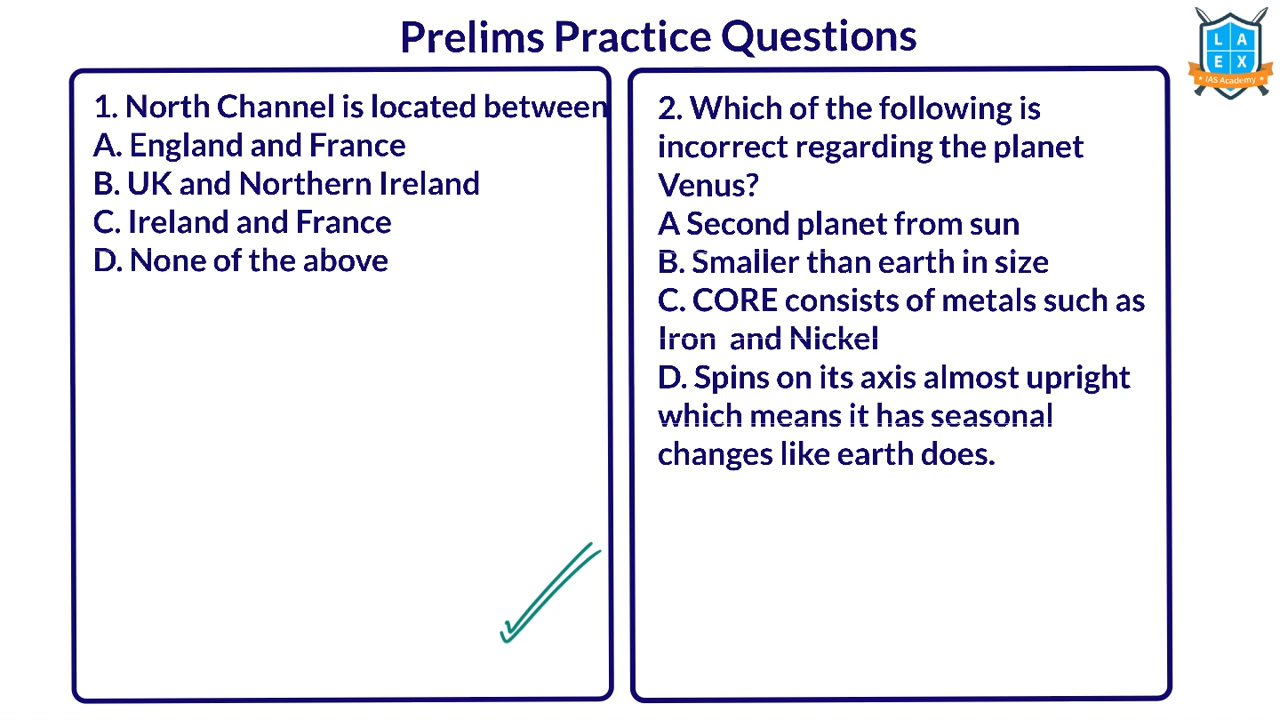 Prelims Practice Questions
L A
E X
IAS Academy
1. North Channel is located between
A. England and France
B. UK and Northern Ireland
C. Ireland and France
D. None of the above
2. Which of the following is
incorrect regarding the planet
Venus?
A Second planet from sun
B. Smaller than earth in size
C. CORE consists of metals such as
Iron and Nickel
D. Spins on its axis almost upright
which means it has seasonal
changes like earth does.